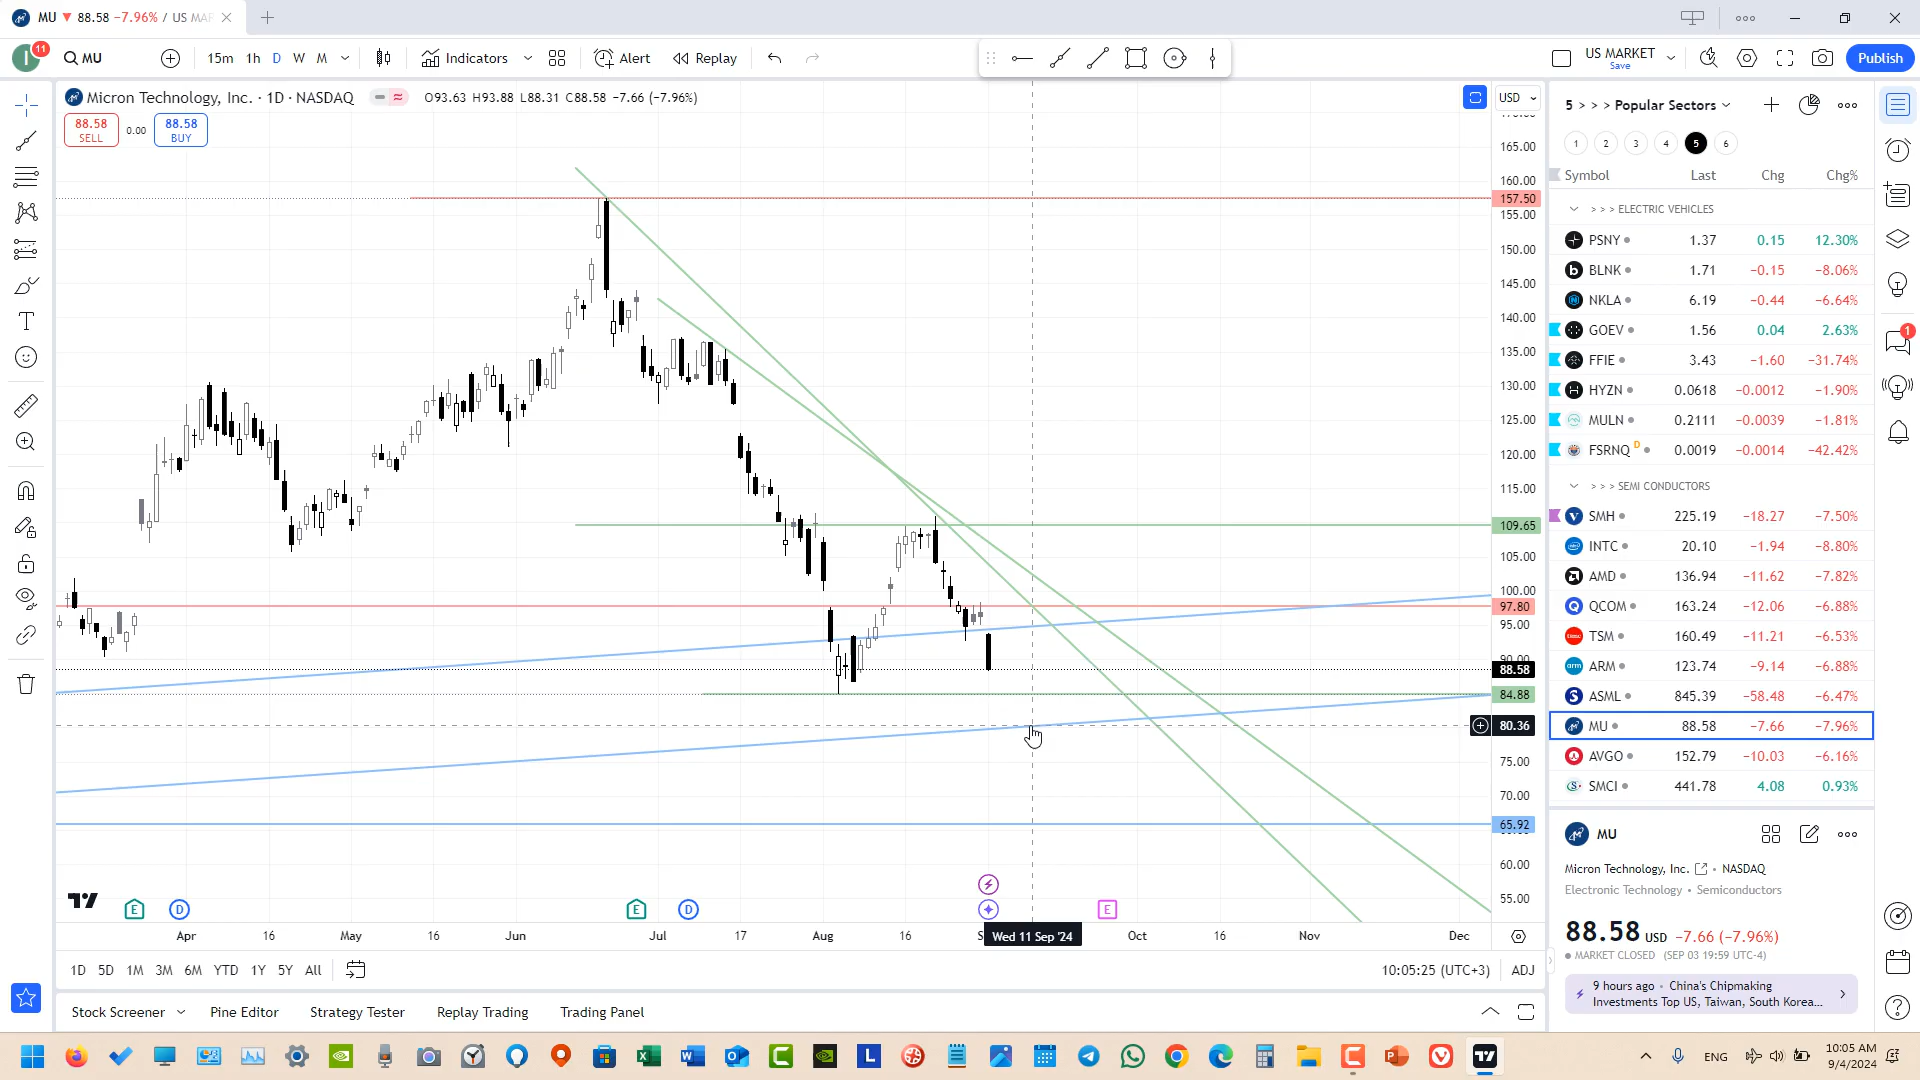 MU ▼ 88.58 −7.96% / US MAR
11
MU
15m 1h D W M
Indicators
Alert
Replay
US MARKET
Save
Publish
Micron Technology, Inc. · 1D · NASDAQ
O93.63 H93.88 L88.31 C88.58 −7.66 (−7.96%)
USD
88.58
SELL
0.00
88.58
BUY
165.00
160.00
157.50
155.00
150.00
145.00
140.00
135.00
130.00
125.00
120.00
115.00
109.65
105.00
100.00
97.80
95.00
90.00
88.58
84.88
80.36
75.00
70.00
65.92
60.00
55.00
E D E D E
Apr 16 May 16 Jun Jul 17 Aug 16 S Wed 11 Sep '24 Oct 16 Nov Dec
1D 5D 1M 3M 6M YTD 1Y 5Y All
10:05:25 (UTC+3) ADJ
Stock Screener Pine Editor Strategy Tester Replay Trading Trading Panel
5 > > > Popular Sectors
1 2 3 4 5 6
Symbol Last Chg Chg%
> > > ELECTRIC VEHICLES
PSNY 1.37 0.15 12.30%
BLNK 1.71 −0.15 −8.06%
NKLA 6.19 −0.44 −6.64%
GOEV 1.56 0.04 2.63%
FFIE 3.43 −1.60 −31.74%
HYZN 0.0618 −0.0012 −1.90%
MULN 0.2111 −0.0039 −1.81%
FSRNQ D 0.0019 −0.0014 −42.42%
> > > SEMI CONDUCTORS
SMH 225.19 −18.27 −7.50%
INTC 20.10 −1.94 −8.80%
AMD 136.94 −11.62 −7.82%
QCOM 163.24 −12.06 −6.88%
TSM 160.49 −11.21 −6.53%
ARM 123.74 −9.14 −6.88%
ASML 845.39 −58.48 −6.47%
MU 88.58 −7.66 −7.96%
AVGO 152.79 −10.03 −6.16%
SMCI 441.78 4.08 0.93%
MU
Micron Technology, Inc. • NASDAQ
Electronic Technology • Semiconductors
88.58 USD −7.66 (−7.96%)
MARKET CLOSED (SEP 03 19:59 UTC-4)
9 hours ago • China's Chipmaking
Investments Top US, Taiwan, South Korea...
1
ENG
10:05 AM
9/4/2024